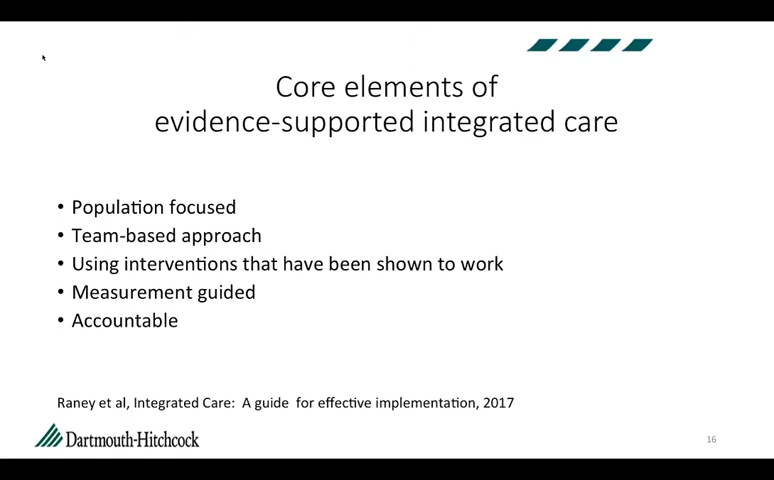 Core elements of
evidence-supported integrated care
• Population focused
• Team-based approach
• Using interventions that have been shown to work
• Measurement guided
• Accountable
Raney et al, Integrated Care:  A guide  for effective implementation, 2017
Dartmouth-Hitchcock
16